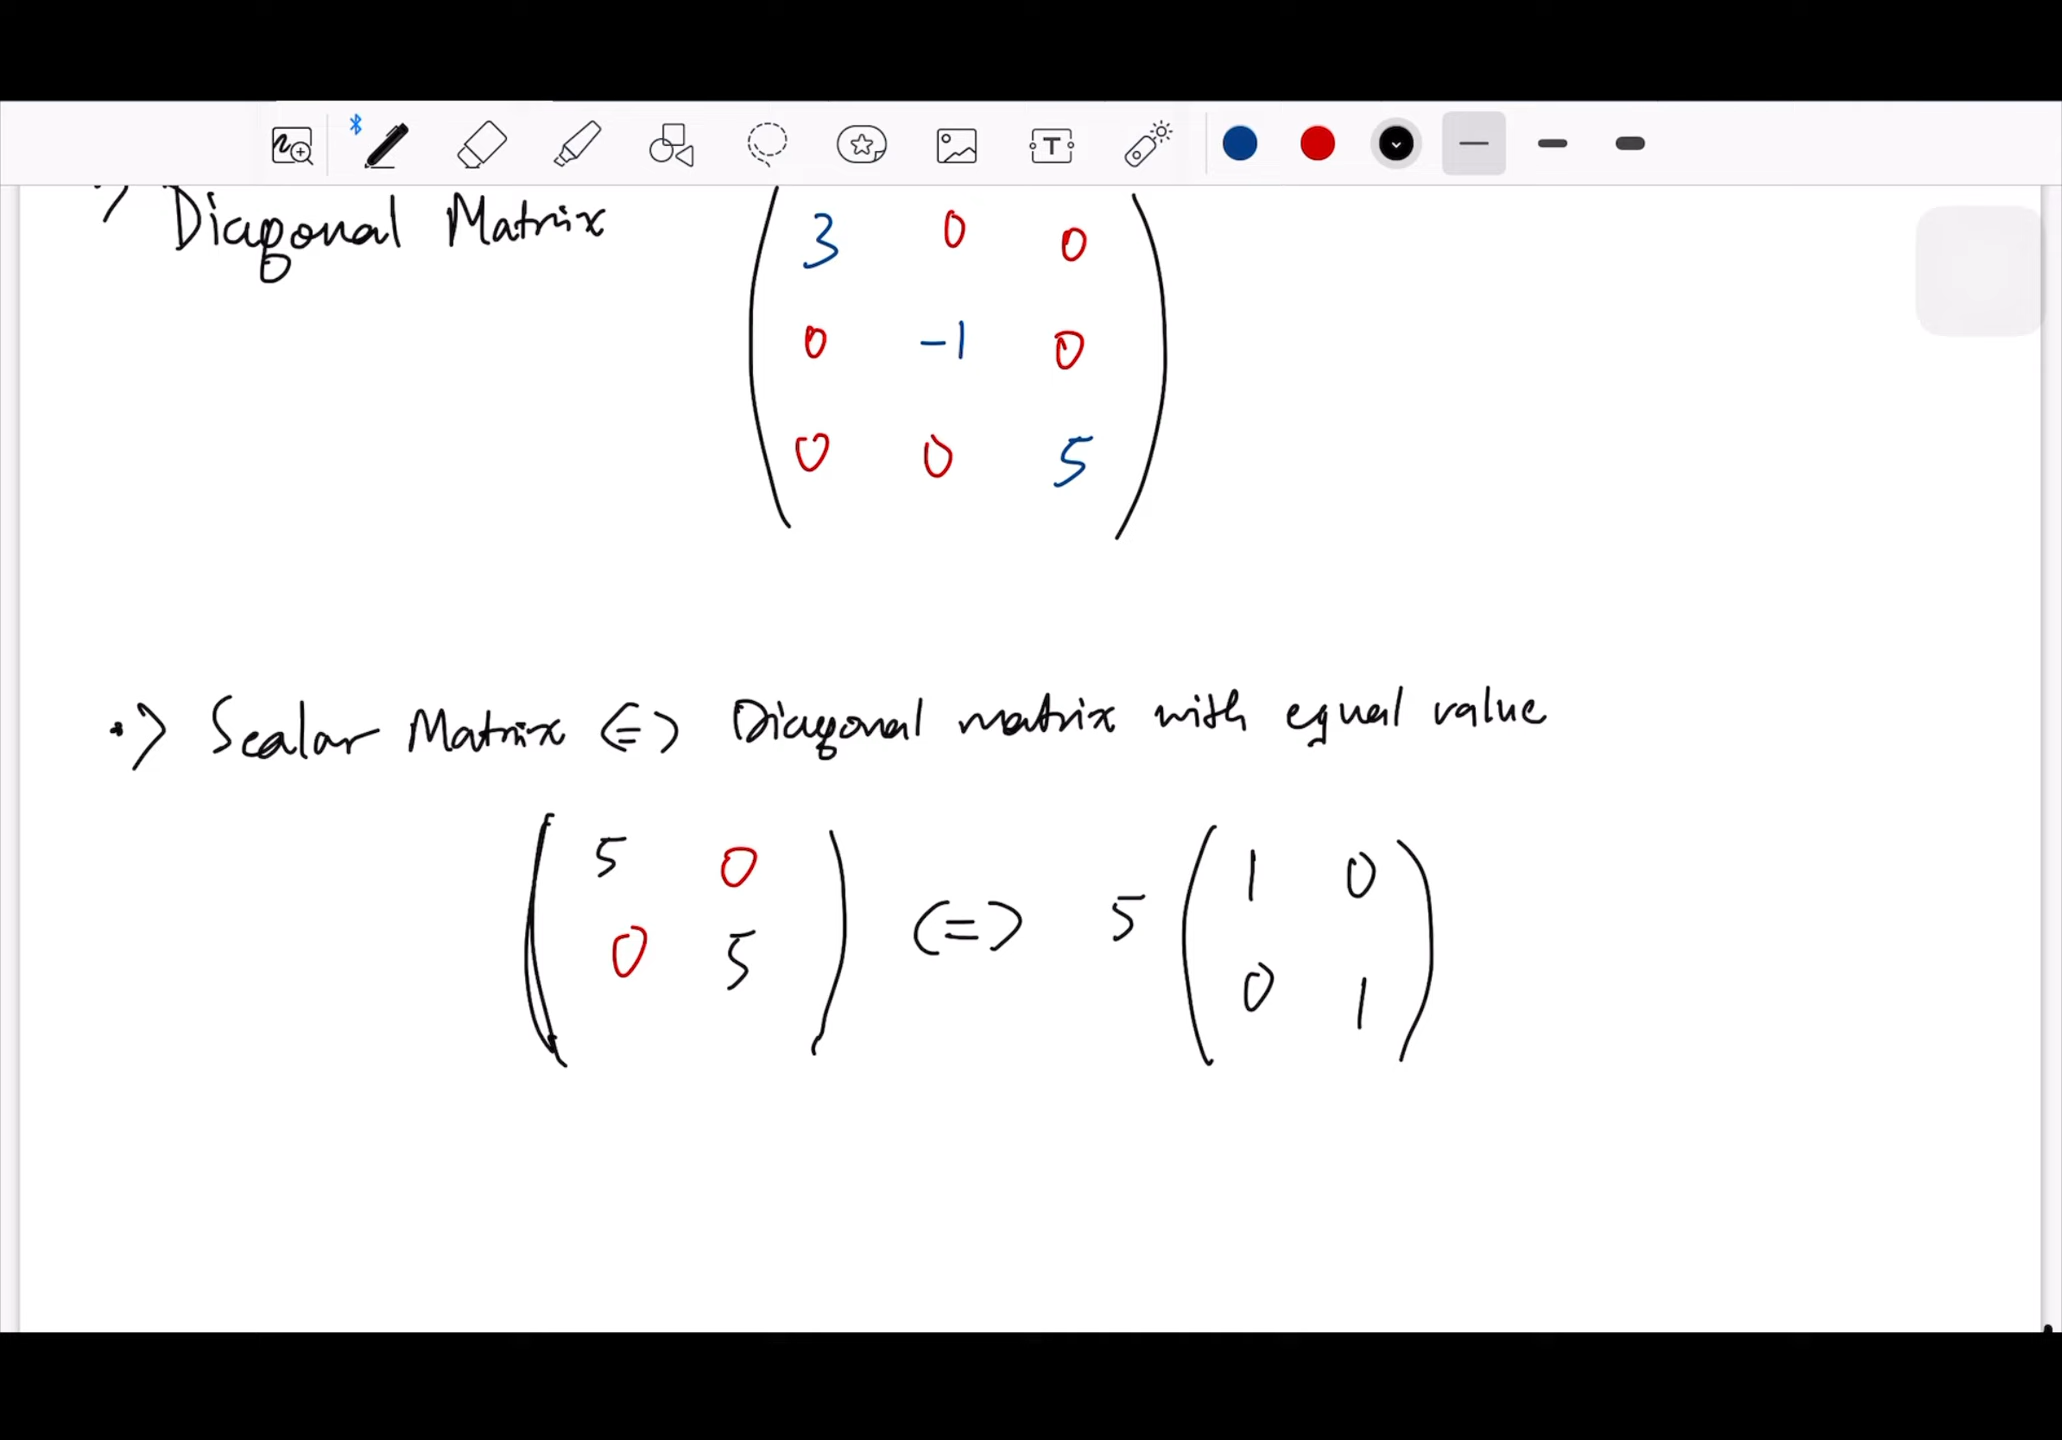 Diagonal Matrix
3 0 0
0 -1 0
0 0 5
•) Scalar Matrix (=) Diagonal matrix with equal value
5 0
0 5
(=) 5
1 0
0 1